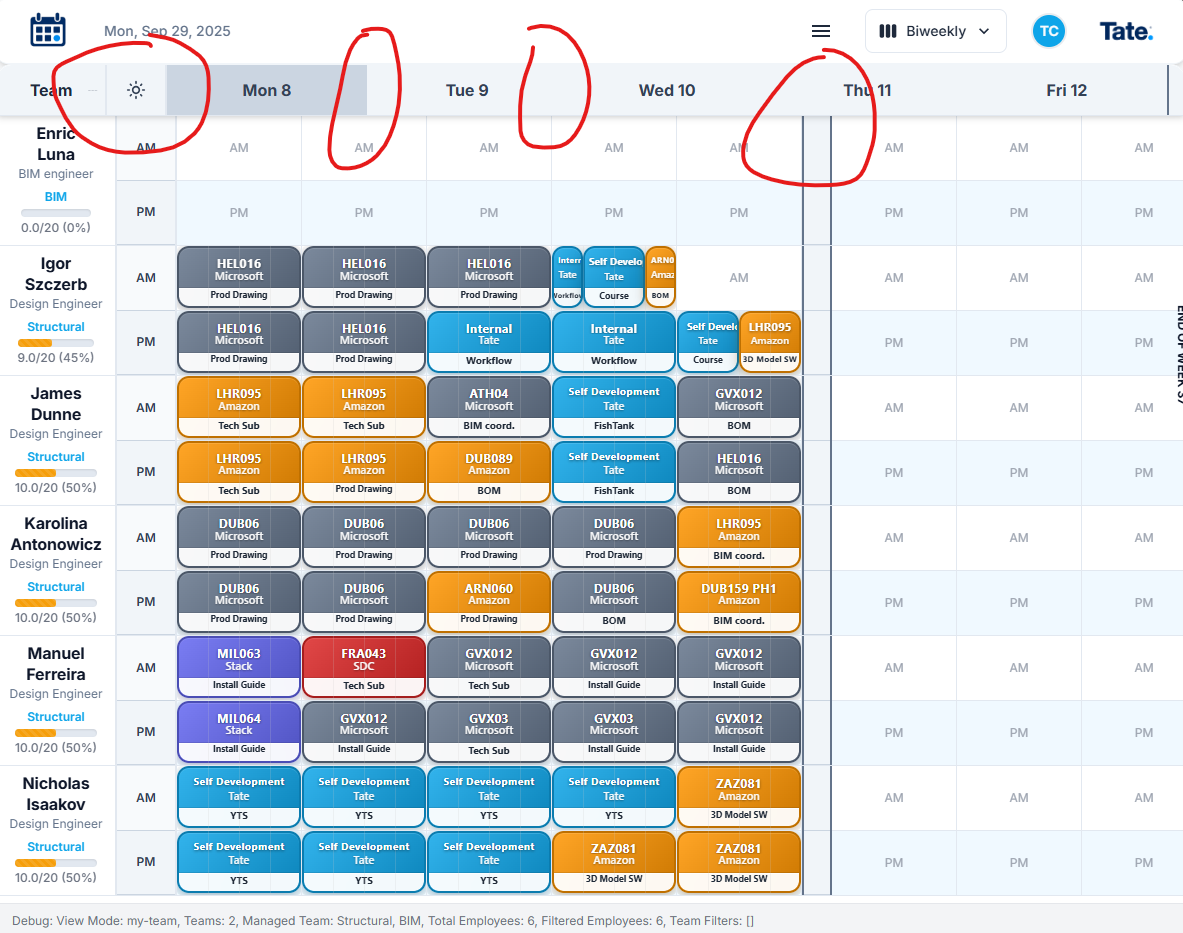 Mon, Sep 29, 2025
Biweekly
TC
Tate.
Team
Mon 8
Tue 9
Wed 10
Thu 11
Fri 12
Enric
Luna
BIM engineer
BIM
0.0/20 (0%)
AM AM AM AM AM AM AM AM AM
PM PM PM PM PM PM PM PM PM
Igor
Szczerb
Design Engineer
Structural
9.0/20 (45%)
AM
HEL016
Microsoft
Prod Drawing
HEL016
Microsoft
Prod Drawing
HEL016
Microsoft
Prod Drawing
Intern
Tate
Workflow
Self Develo
Tate
Course
ARN0
Amaz
BOM
AM AM AM AM
PM
HEL016
Microsoft
Prod Drawing
HEL016
Microsoft
Prod Drawing
Internal
Tate
Workflow
Internal
Tate
Workflow
Self Develo
Tate
Course
LHR095
Amazon
3D Model SW
PM PM PM
James
Dunne
Design Engineer
Structural
10.0/20 (50%)
AM
LHR095
Amazon
Tech Sub
LHR095
Amazon
Tech Sub
ATH04
Microsoft
BIM coord.
Self Development
Tate
FishTank
GVX012
Microsoft
BOM
AM AM AM
PM
LHR095
Amazon
Tech Sub
LHR095
Amazon
Prod Drawing
DUB089
Amazon
BOM
Self Development
Tate
FishTank
HEL016
Microsoft
BOM
PM PM PM
Karolina
Antonowicz
Design Engineer
Structural
10.0/20 (50%)
AM
DUB06
Microsoft
Prod Drawing
DUB06
Microsoft
Prod Drawing
DUB06
Microsoft
Prod Drawing
DUB06
Microsoft
Prod Drawing
LHR095
Amazon
BIM coord.
AM AM AM
PM
DUB06
Microsoft
Prod Drawing
DUB06
Microsoft
Prod Drawing
ARN060
Amazon
Prod Drawing
DUB06
Microsoft
BOM
DUB159 PH1
Amazon
BIM coord.
PM PM PM
Manuel
Ferreira
Design Engineer
Structural
10.0/20 (50%)
AM
MIL063
Stack
Install Guide
FRA043
SDC
Tech Sub
GVX012
Microsoft
Tech Sub
GVX012
Microsoft
Install Guide
GVX012
Microsoft
Install Guide
AM AM AM
PM
MIL064
Stack
Install Guide
GVX012
Microsoft
Install Guide
GVX03
Microsoft
Tech Sub
GVX03
Microsoft
Install Guide
GVX012
Microsoft
Install Guide
PM PM PM
Nicholas
Isaakov
Design Engineer
Structural
10.0/20 (50%)
AM
Self Development
Tate
YTS
Self Development
Tate
YTS
Self Development
Tate
YTS
Self Development
Tate
YTS
ZAZ081
Amazon
3D Model SW
AM AM AM
PM
Self Development
Tate
YTS
Self Development
Tate
YTS
Self Development
Tate
YTS
ZAZ081
Amazon
3D Model SW
ZAZ081
Amazon
3D Model SW
PM PM PM
END OF WEEK 37
Debug: View Mode: my-team, Teams: 2, Managed Team: Structural, BIM, Total Employees: 6, Filtered Employees: 6, Team Filters: []